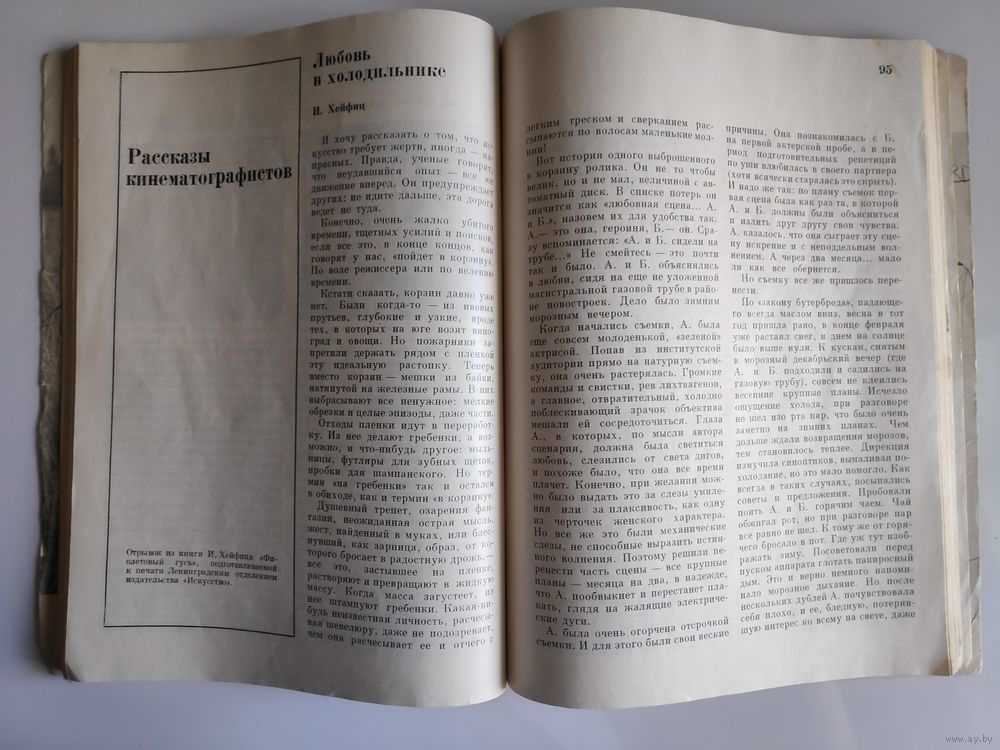 Рассказы
кинематографистов
Отрывок из книги И. Хейфица «Фи-
олетовый гусь», подготавливаемой
к печати Ленинградским отделением
издательства «Искусство».
Любовь
в холодильнике
И. Хейфиц
Я хочу рассказать о том, что ис-
кусство требует жертв, иногда — на-
прасных. Правда, ученые говорят,
что неудавшийся опыт — все же
движение вперед. Он предупреждает
других: не идите дальше, эта дорога
ведет не туда.
Конечно, очень жалко убитого
времени, тщетных усилий и поисков,
если все это, в конце концов, как
говорят у нас, «пойдет в корзину».
По воле режиссера или по велению
времени.
Кстати сказать, корзин давно уже
нет. Были когда-то — из ивовых
прутьев, глубокие и узкие, вроде
тех, в которых на юге возят вино-
град и овощи. Но пожарники за-
претили держать рядом с пленкой
эту идеальную растопку. Теперь
вместо корзин — мешки из байки,
натянутой на железные рамы. В них
выбрасывают все ненужное: мелкие
обрезки и целые эпизоды, даже части.
Отходы пленки идут в переработ-
ку. Из нее делают гребенки, а воз-
можно, и что-нибудь другое: мыль-
ницы, футляры для зубных щеток,
пробки для шампанского. Но тер-
мин «на гребенки» так и остался
в обиходе, как и термин «в корзину».
Душевный трепет, озарения фан-
тазии, неожиданная острая мысль,
жест, найденный в муках, или блес-
нувший, как зарница, образ, от ко-
торого бросает в радостную дрожь,—
все это, застывшее на пленке,
растворяют и превращают в жидкую
массу. Когда масса загустеет, из
нее штампуют гребенки. Какая-ни-
будь неизвестная личность, расчесы-
вая шевелюру, даже не подозревает,
чем она расчесывает ее и отчего с
95
легким треском и сверканием рас-
сыпаются по волосам маленькие мол-
нии!
Вот история одного выброшенного
в корзину ролика. Он не то чтобы
велик, но и не мал, величиной с ав-
томатный диск. В списке потерь он
значится как «любовная сцена... А.
и Б.», назовем их для удобства так.
А.— это она, героиня, Б.— он. Сра-
зу вспоминается: «А. и Б. сидели на
трубе...» Не смейтесь — это почти
так и было. А. и Б. объяснялись
в любви, сидя на еще не уложенной
магистральной газовой трубе в райо-
не новостроек. Дело было зимним
морозным вечером.
Когда начались съемки, А. была
еще совсем молоденькой, «зеленой»
актрисой. Попав из институтской
аудитории прямо на натурную съем-
ку, она очень растерялась. Громкие
команды и свистки, рев лихтвагенов,
а главное, отвратительный, холодно
поблескивающий зрачок объектива
мешали ей сосредоточиться. Глаза
А., в которых, по мысли автора
сценария, должна была светиться
любовь, слезились от света дигов,
и похоже было, что она все время
плачет. Конечно, при желании мож-
но было выдать это за слезы умиле-
ния или за плаксивость, как одну
из черточек женского характера.
Но все же это были механические
слезы, не способные выразить истин-
ного волнения. Поэтому решили пе-
ренести часть сцены — все крупные
планы — месяца на два, в надежде,
что А. пообвыкнет и перестанет пла-
кать, глядя на жалящие электриче-
ские дуги.
А. была очень огорчена отсрочкой
съемки. И для этого были свои веские
причины. Она познакомилась с Б.
на первой актерской пробе, а в пе-
риод подготовительных репетиций
по уши влюбилась в своего партнера
(хотя всячески старалась это скрыть).
И надо же так: по плану съемок пер-
вая сцена была как раз та, в которой
А. и Б. должны были объясниться
и излить друг другу свои чувства.
А. казалось, что она сыграет эту сце-
ну искренне и с неподдельным вол-
нением. А через два месяца... мало
ли как все обернется.
Но съемку все же пришлось пере-
нести.
По «закону бутерброда», падающе-
го всегда маслом вниз, весна в тот
год пришла рано, в конце февраля
уже растаял снег, и днем на солнце
было выше нуля. К кускам, снятым
в морозный декабрьский вечер (где
А. и Б. подходили и садились на
газовую трубу), совсем не клеились
весенние крупные планы. Исчезло
ощущение холода, при разговоре
не шел изо рта пар, что было очень
заметно на зимних планах. Чем
дольше ждали возвращения морозов,
тем становилось теплее. Дирекция
измучила синоптиков, вымаливая по-
холодание, но это мало помогло. Как
всегда в таких случаях, посыпались
советы и предложения. Пробовали
поить А. и Б. горячим чаем. Чай
обжигал рот, но при разговоре пар
все равно не шел. К тому же от горя-
чего бросало в пот. Где уж тут изоб-
ражать зиму. Посоветовали перед
пуском аппарата глотать папиросный
дым. Это и верно немного напоми-
нало морозное дыхание. Но после
нескольких дублей А. почувствовала
себя плохо, и ее, бледную, потеряв-
шую интерес ко всему на свете, даже
www.ay.by